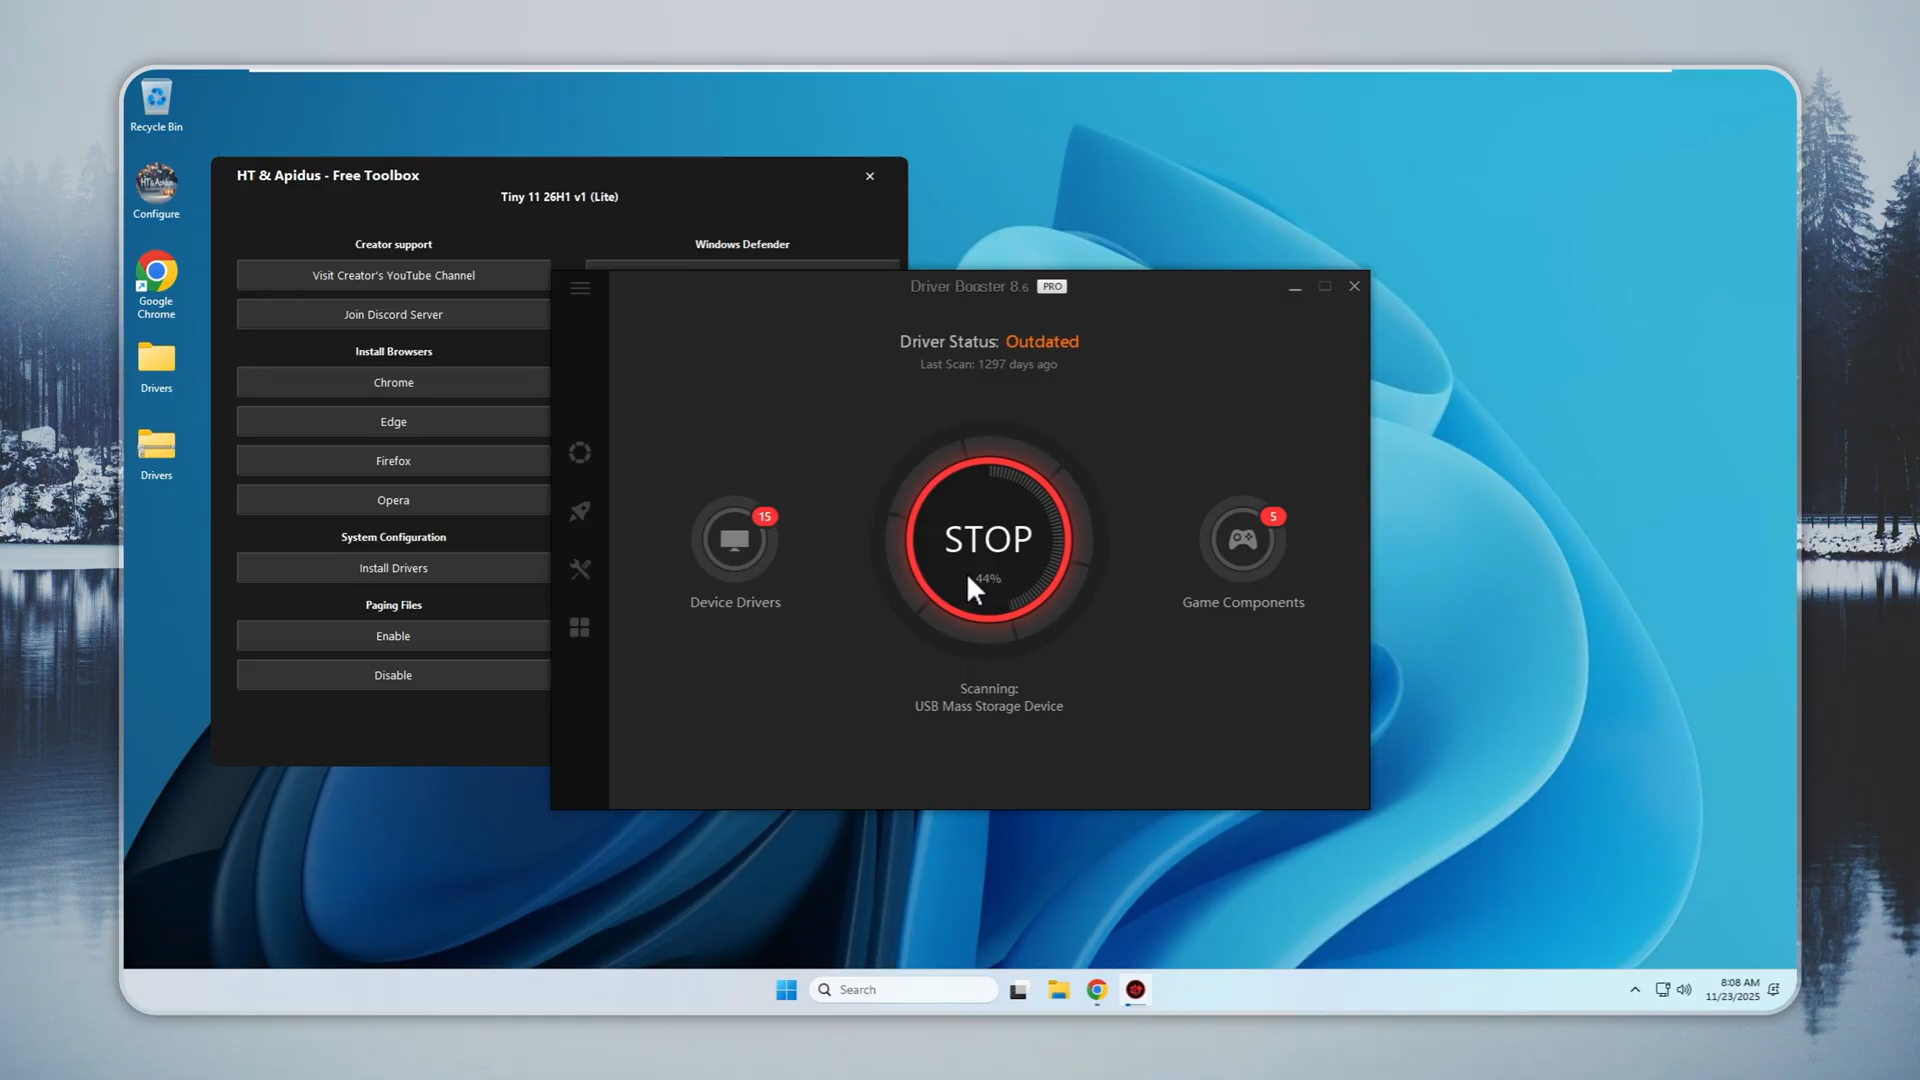 Recycle Bin
Configure
Google
Chrome
Drivers
Drivers
HT & Apidus - Free Toolbox
Tiny 11 26H1 v1 (Lite)
Creator support
Visit Creator's YouTube Channel
Join Discord Server
Install Browsers
Chrome
Edge
Firefox
Opera
System Configuration
Install Drivers
Paging Files
Enable
Disable
Windows Defender
Driver Booster 8.6 PRO
Driver Status: Outdated
Last Scan: 1297 days ago
15
Device Drivers
STOP
44%
5
Game Components
Scanning:
USB Mass Storage Device
Search
8:08 AM
11/23/2025